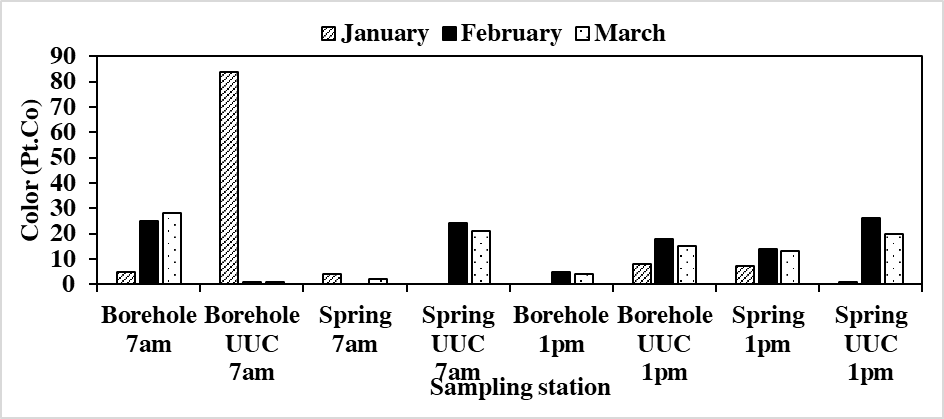 January February March
90
80
70
60
50
40
30
20
10
0
Color (Pt.Co)
Borehole Borehole Spring Spring Borehole Borehole Spring Spring
7am UUC 7am UUC 1pm UUC 1pm UUC
7am 7am 1pm 1pm
Sampling station